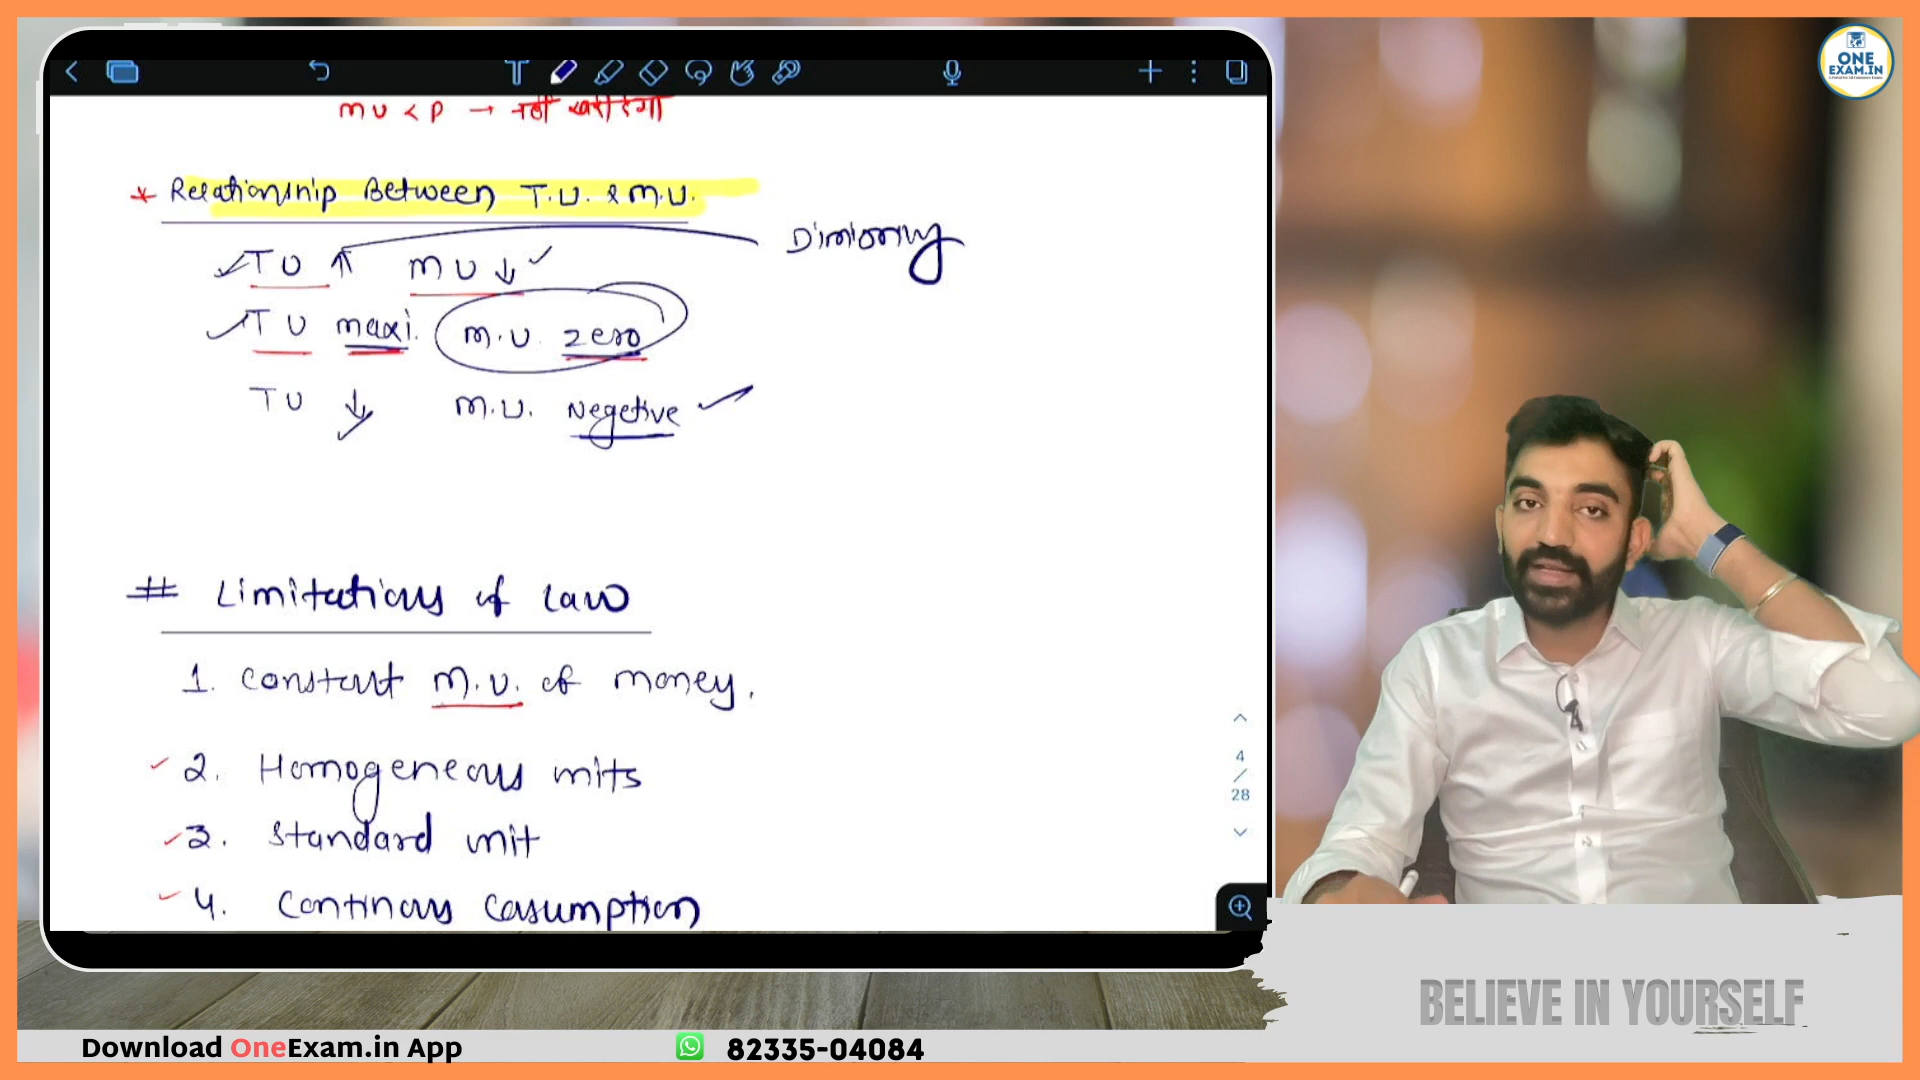 ONE
EXAM.IN
MU < P → नहीं खरीदेगा
* Relationship Between T.U. & M.U.
TU ↑ MU ↓
Diminishing
TU maxi. M.U. zero
TU ↓ M.U. Negetive
# Limitations of law
1. Constant M.U. of money.
2. Homogeneous units
3. Standard unit
4. Continous Cosumption
4
/
28
BELIEVE IN YOURSELF
Download OneExam.in App
82335-04084